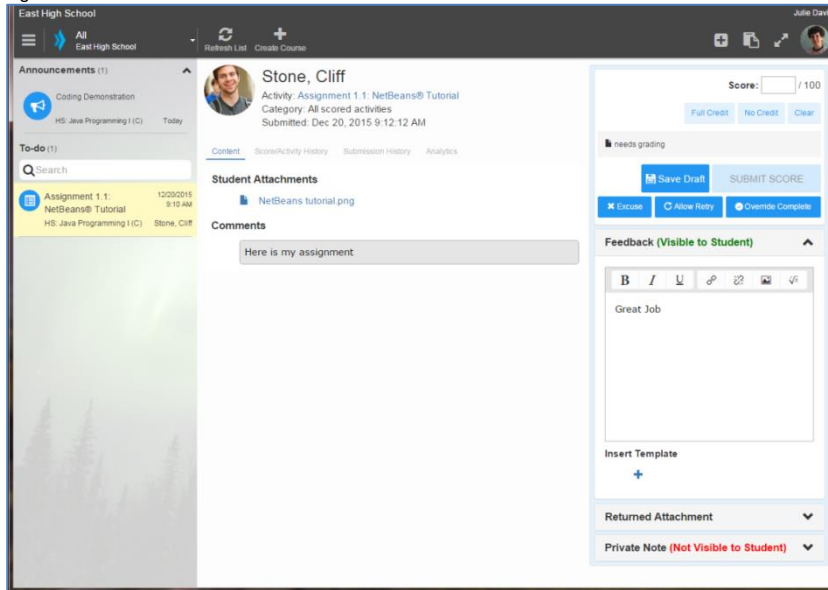 East High School
Julie Dav
All
East High School
Refresh List
Create Course
Announcements (1)
Coding Demonstration
HS: Java Programming I (C) Today
To-do (1)
Search
Assignment 1.1: 12/20/2015
NetBeans® Tutorial 9:10 AM
HS: Java Programming I (C) Stone, Cliff
Stone, Cliff
Activity: Assignment 1.1: NetBeans® Tutorial
Category: All scored activities
Submitted: Dec 20, 2015 9:12:12 AM
Content Score/Activity History Submission History Analytics
Student Attachments
NetBeans tutorial.png
Comments
Here is my assignment
Score: / 100
Full Credit No Credit Clear
needs grading
Save Draft SUBMIT SCORE
Excuse Allow Retry Override Complete
Feedback (Visible to Student)
B I U
Great Job
Insert Template
Returned Attachment
Private Note (Not Visible to Student)